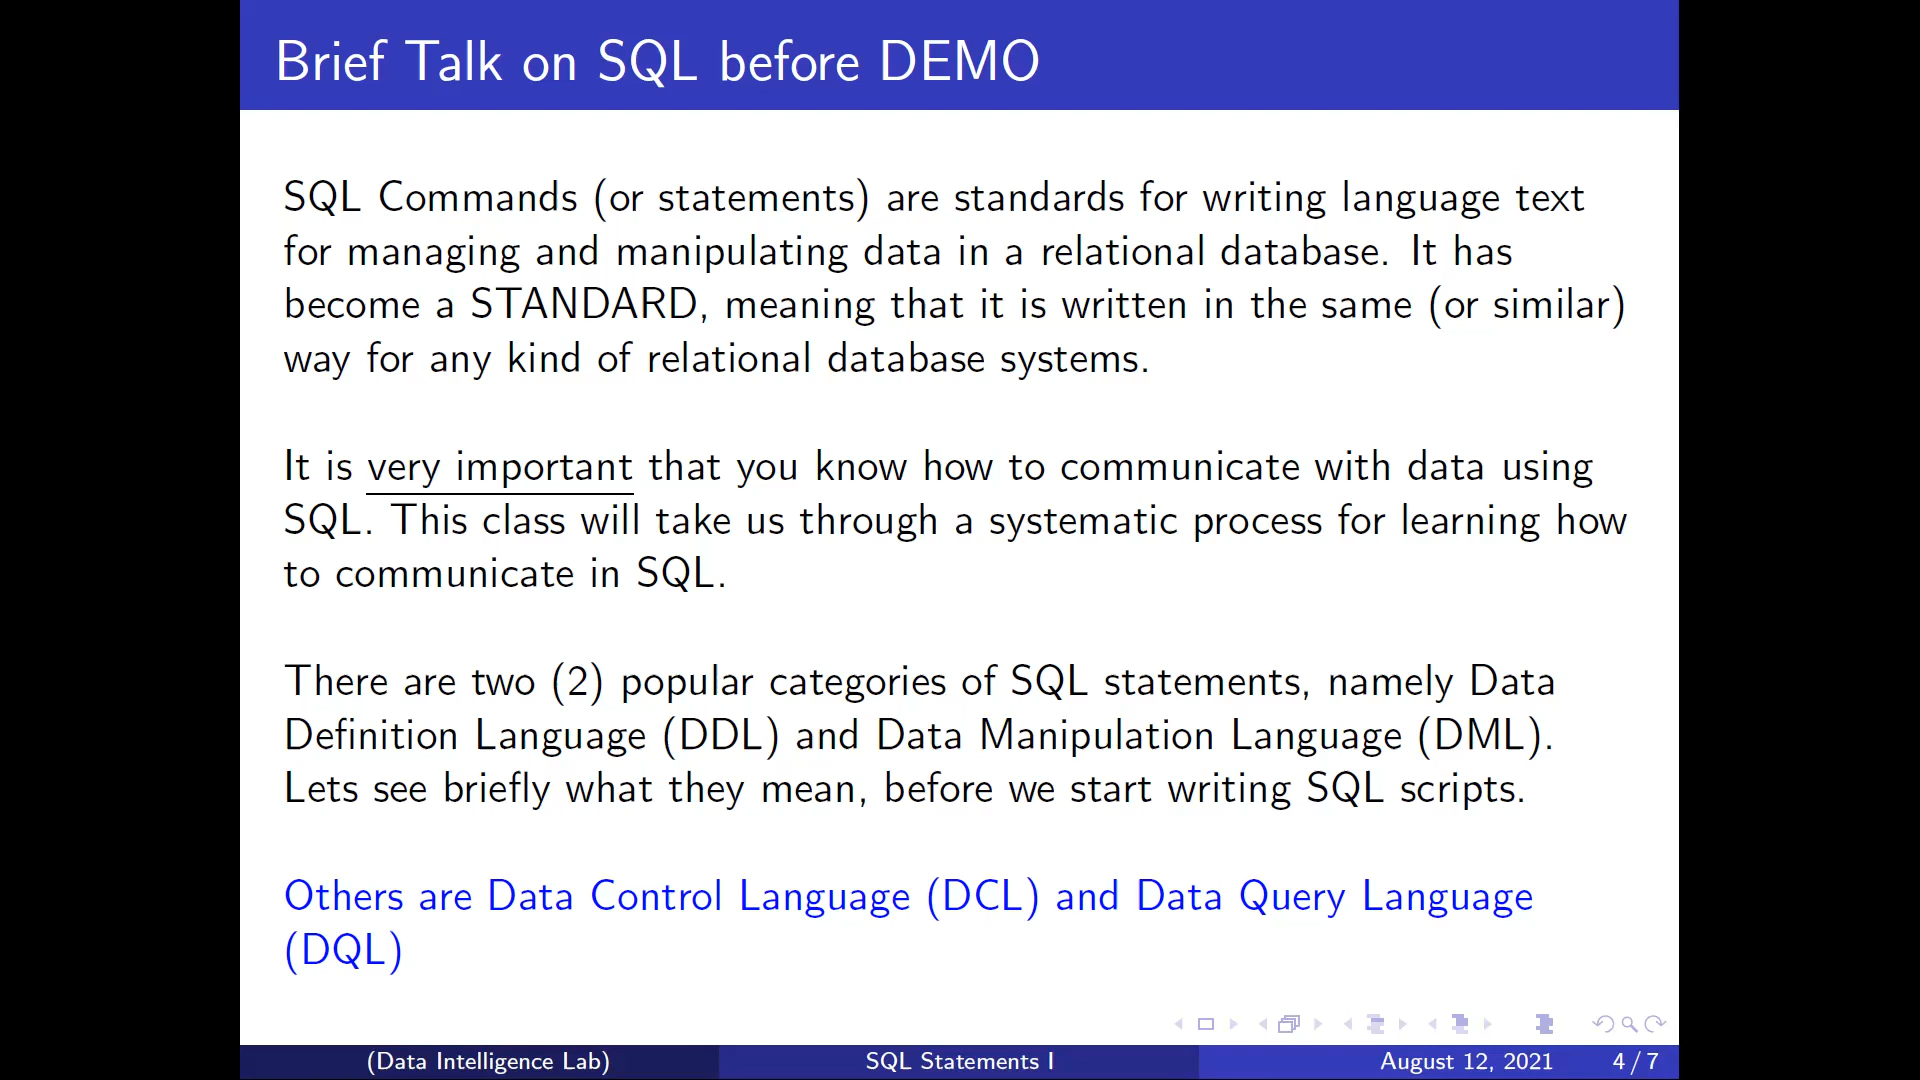 Brief Talk on SQL before DEMO
SQL Commands (or statements) are standards for writing language text
for managing and manipulating data in a relational database. It has
become a STANDARD, meaning that it is written in the same (or similar)
way for any kind of relational database systems.
It is very important that you know how to communicate with data using
SQL. This class will take us through a systematic process for learning how
to communicate in SQL.
There are two (2) popular categories of SQL statements, namely Data
Definition Language (DDL) and Data Manipulation Language (DML).
Lets see briefly what they mean, before we start writing SQL scripts.
Others are Data Control Language (DCL) and Data Query Language
(DQL)
(Data Intelligence Lab) SQL Statements I August 12, 2021 4 / 7